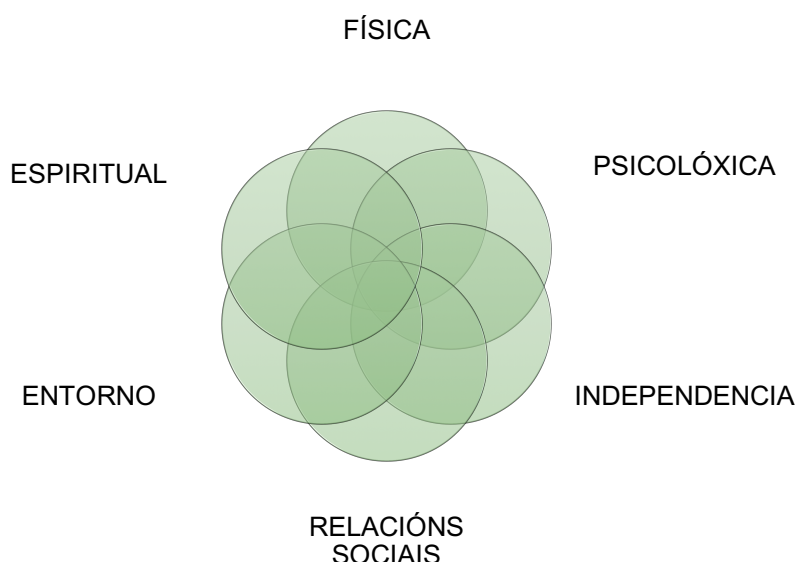 FÍSICA
ESPIRITUAL
PSICOLÓXICA
ENTORNO
INDEPENDENCIA
RELACIÓNS
SOCIAIS